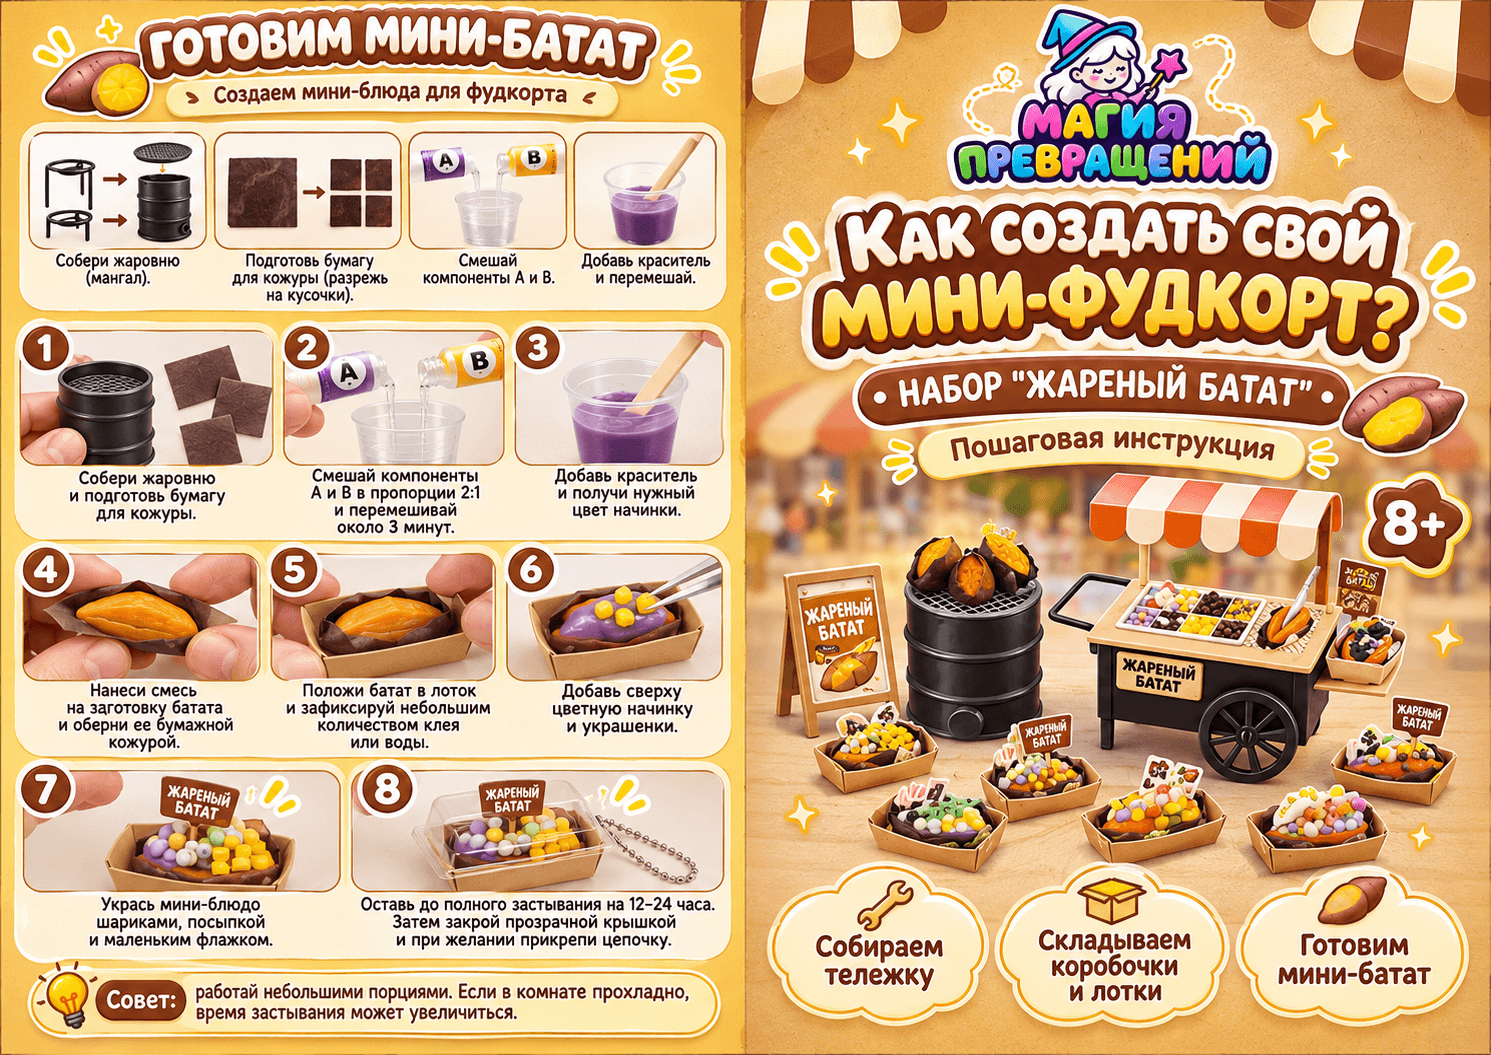 ГОТОВИМ МИНИ-БАТАТ
Создаем мини-блюда для фудкорта
Собери жаровню
(мангал).
Подготовь бумагу
для кожуры (разрежь
на кусочки).
A
B
Смешай
компоненты А и В.
Добавь краситель
и перемешай.
1
Собери жаровню
и подготовь бумагу
для кожуры.
2
A
B
Смешай компоненты
А и В в пропорции 2:1
и перемешивай
около 3 минут.
3
Добавь краситель
и получи нужный
цвет начинки.
4
Нанеси смесь
на заготовку батата
и оберни ее бумажной
кожурой.
5
Положи батат в лоток
и зафиксируй небольшим
количеством клея
или воды.
6
Добавь сверху
цветную начинку
и украшенки.
7
ЖАРЕНЫЙ
БАТАТ
Укрась мини-блюдо
шариками, посыпкой
и маленьким флажком.
8
ЖАРЕНЫЙ
БАТАТ
Оставь до полного застывания на 12–24 часа.
Затем закрой прозрачной крышкой
и при желании прикрепи цепочку.
Совет:
работай небольшими порциями. Если в комнате прохладно,
время застывания может увеличиться.
МАГИЯ
ПРЕВРАЩЕНИЙ
Как создать свой
мини-фудкорт?
• НАБОР "ЖАРЕНЫЙ БАТАТ" •
Пошаговая инструкция
8+
ЖАРЕНЫЙ
БАТАТ
ЖАРЕНЫЙ
БАТАТ
ЖАРЕНЫЙ
БАТАТ
ЖАРЕНЫЙ
БАТАТ
Собираем
тележку
Складываем
коробочки
и лотки
Готовим
мини-батат